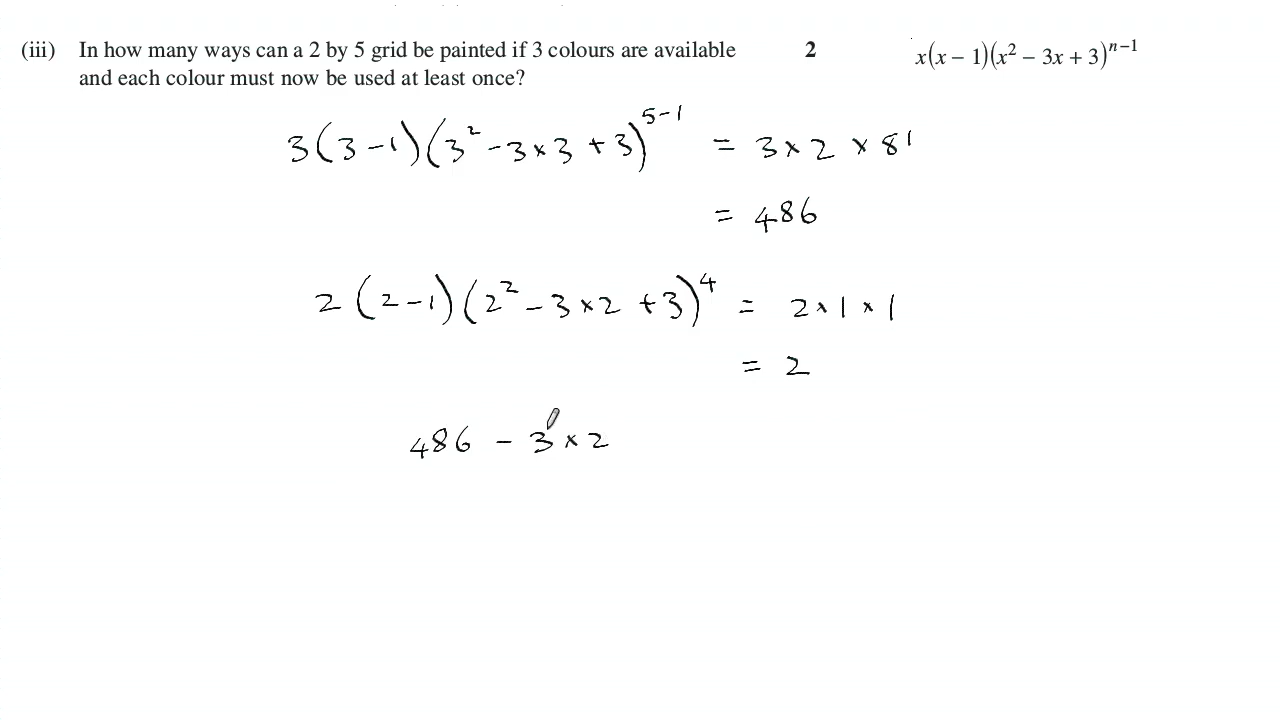 (iii) In how many ways can a 2 by 5 grid be painted if 3 colours are available 2 x(x − 1)(x² − 3x + 3)ⁿ⁻¹
and each colour must now be used at least once?
3(3−1)(3² − 3×3 + 3)⁵⁻¹ = 3×2×81
= 486
2(2−1)(2² − 3×2 + 3)⁴ = 2×1×1
= 2
486 − 3×2